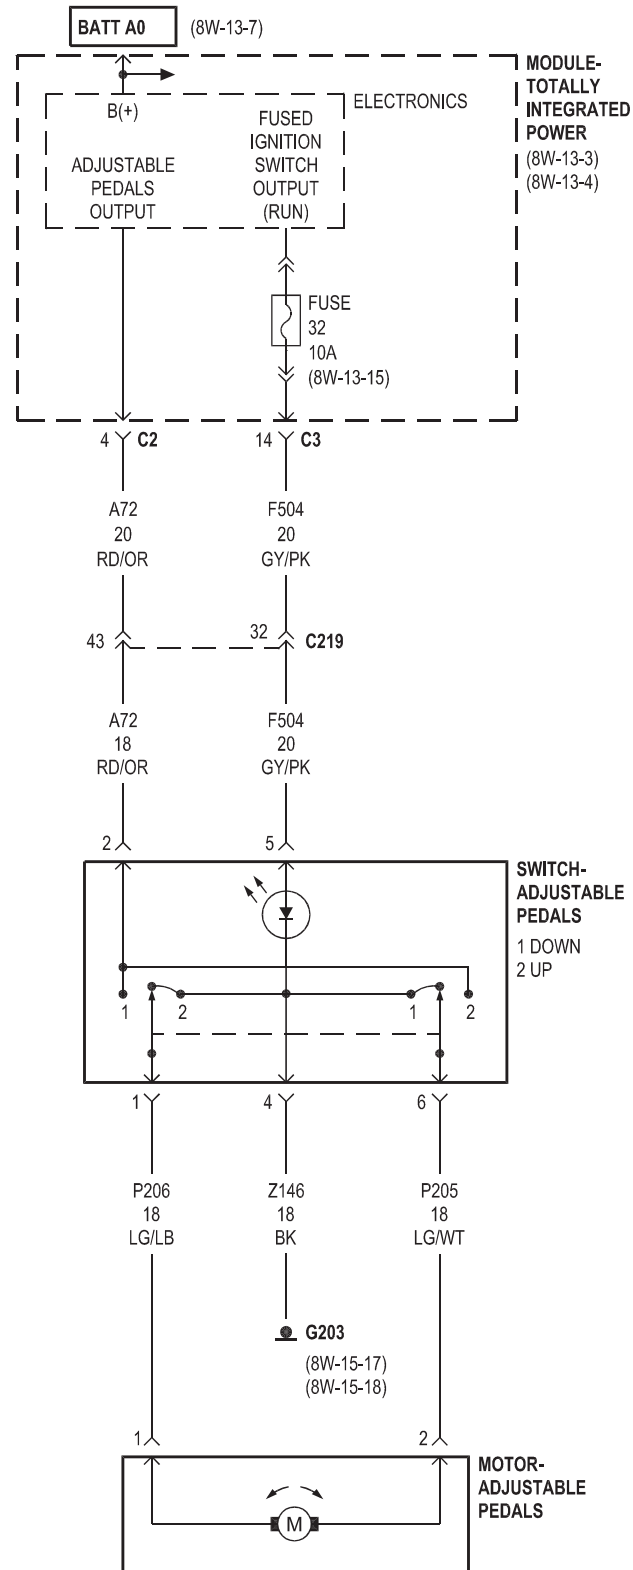 BATT A0 (8W-13-7)
MODULE-
TOTALLY
INTEGRATED
POWER
(8W-13-3)
(8W-13-4)
B(+)
ELECTRONICS
FUSED
IGNITION
SWITCH
OUTPUT
(RUN)
ADJUSTABLE
PEDALS
OUTPUT
FUSE
32
10A
(8W-13-15)
4 C2
14 C3
A72
20
RD/OR
F504
20
GY/PK
43
32
C219
A72
18
RD/OR
F504
20
GY/PK
2
5
SWITCH-
ADJUSTABLE
PEDALS
1 DOWN
2 UP
1 2 1 2
1 4 6
P206
18
LG/LB
Z146
18
BK
P205
18
LG/WT
G203
(8W-15-17)
(8W-15-18)
1 2
MOTOR-
ADJUSTABLE
PEDALS
M